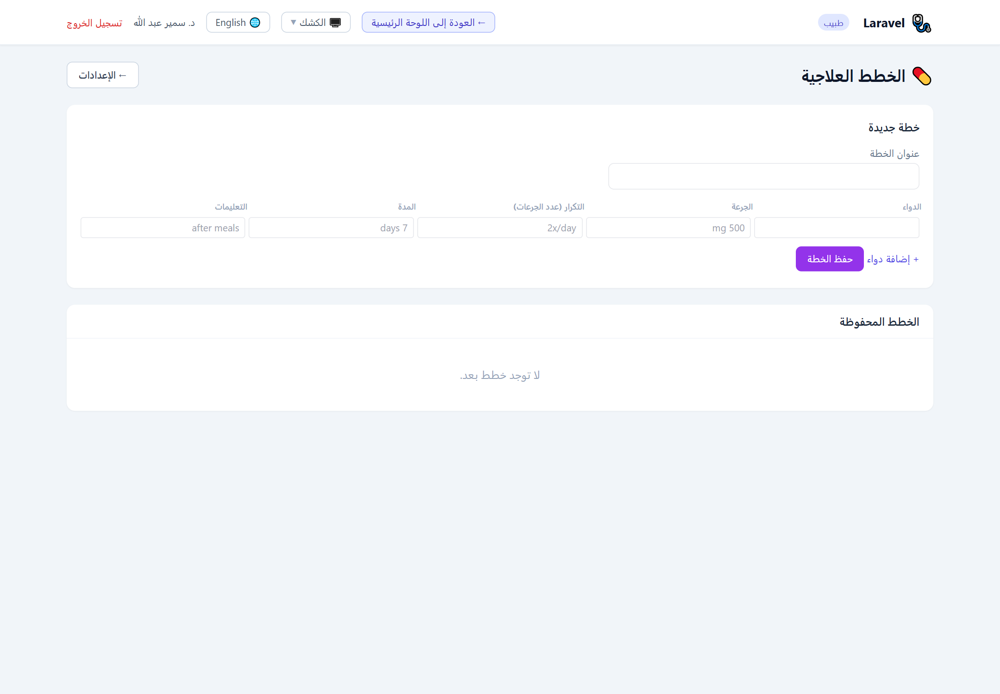 Laravel طبيب ← العودة إلى اللوحة الرئيسية الكشك ▼ English د. سمير عبد الله تسجيل الخروج
الخطط العلاجية ← الإعدادات
خطة جديدة
عنوان الخطة
الدواء الجرعة التكرار (عدد الجرعات) المدة التعليمات
mg 500 2x/day days 7 after meals
+ إضافة دواء حفظ الخطة
الخطط المحفوظة
لا توجد خطط بعد.